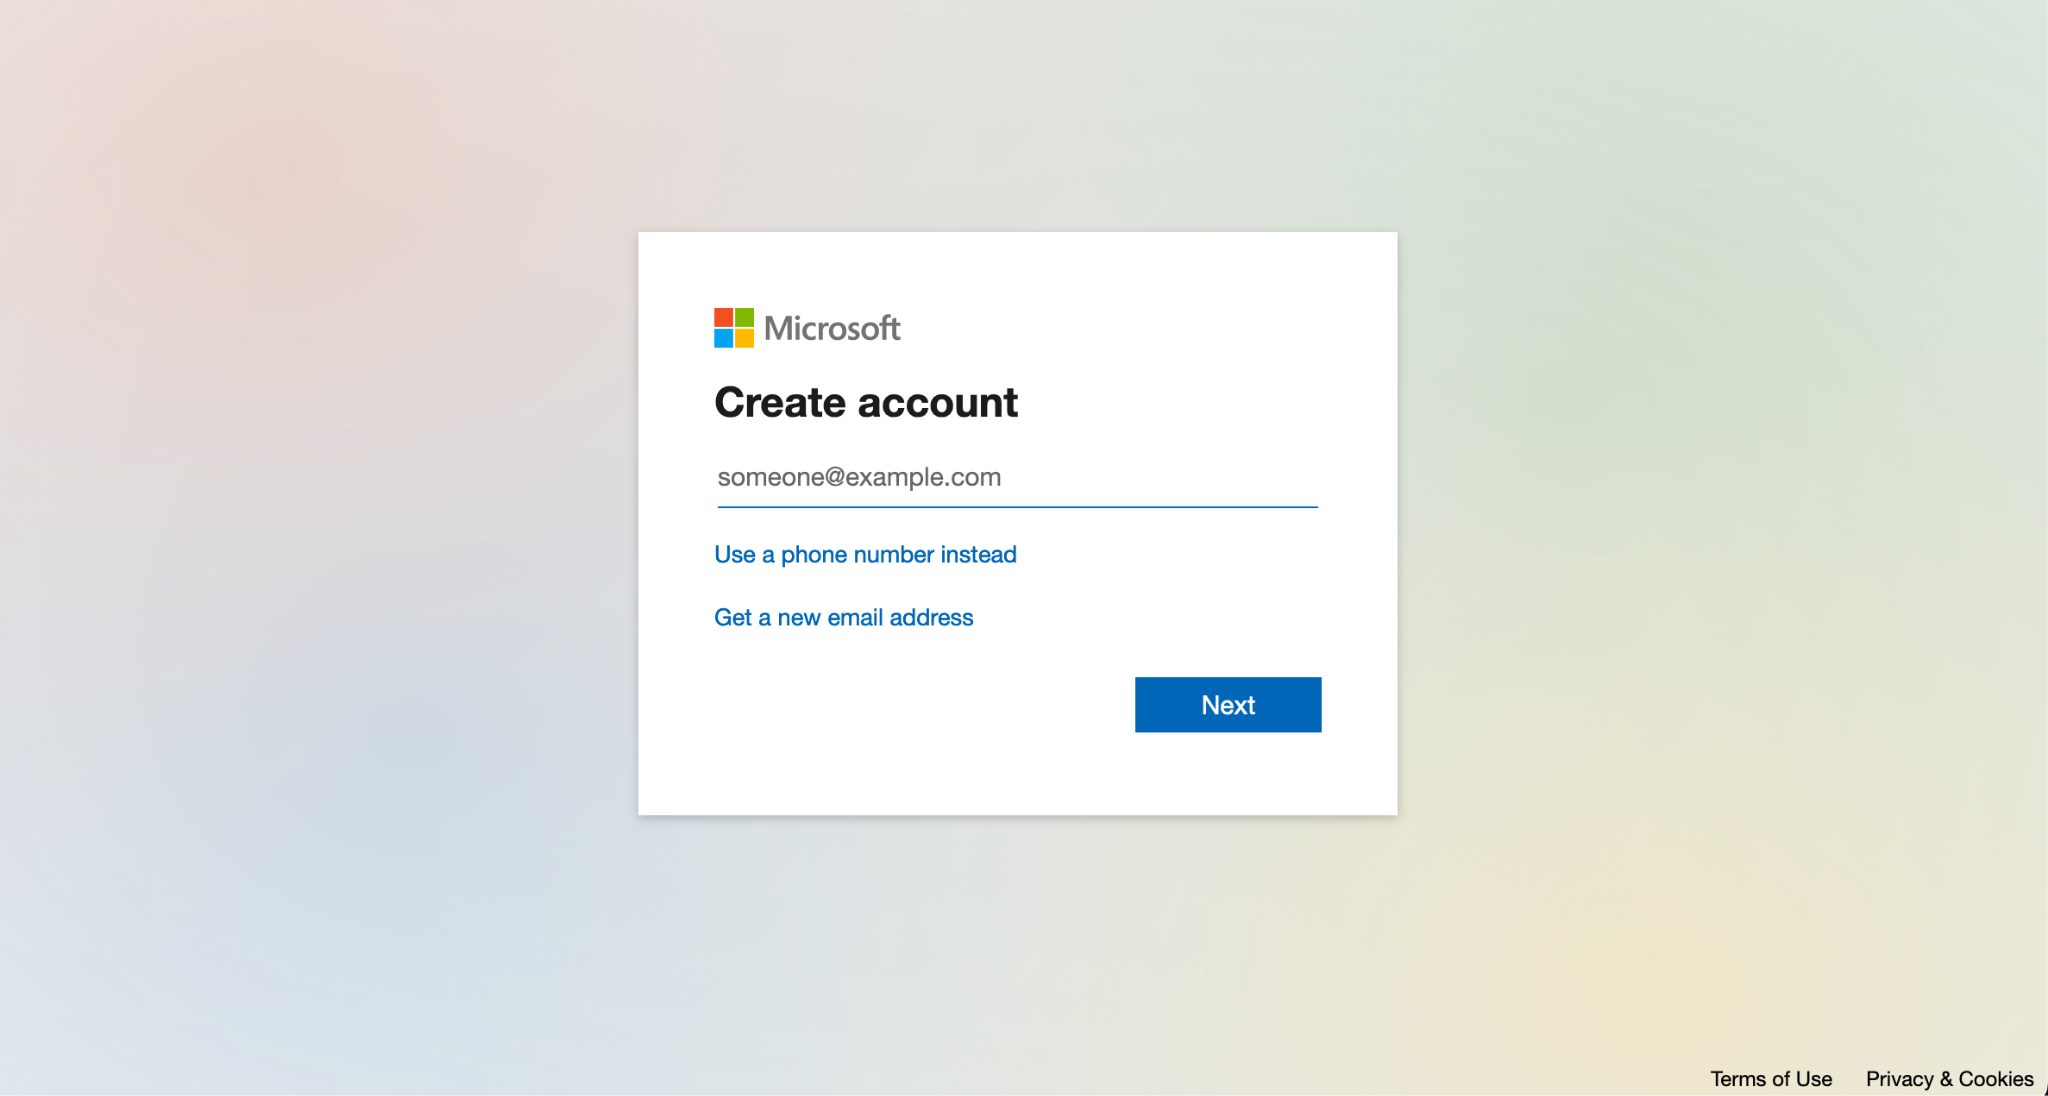 Microsoft
Create account
someone@example.com
Use a phone number instead
Get a new email address
Next
Terms of Use Privacy & Cookies